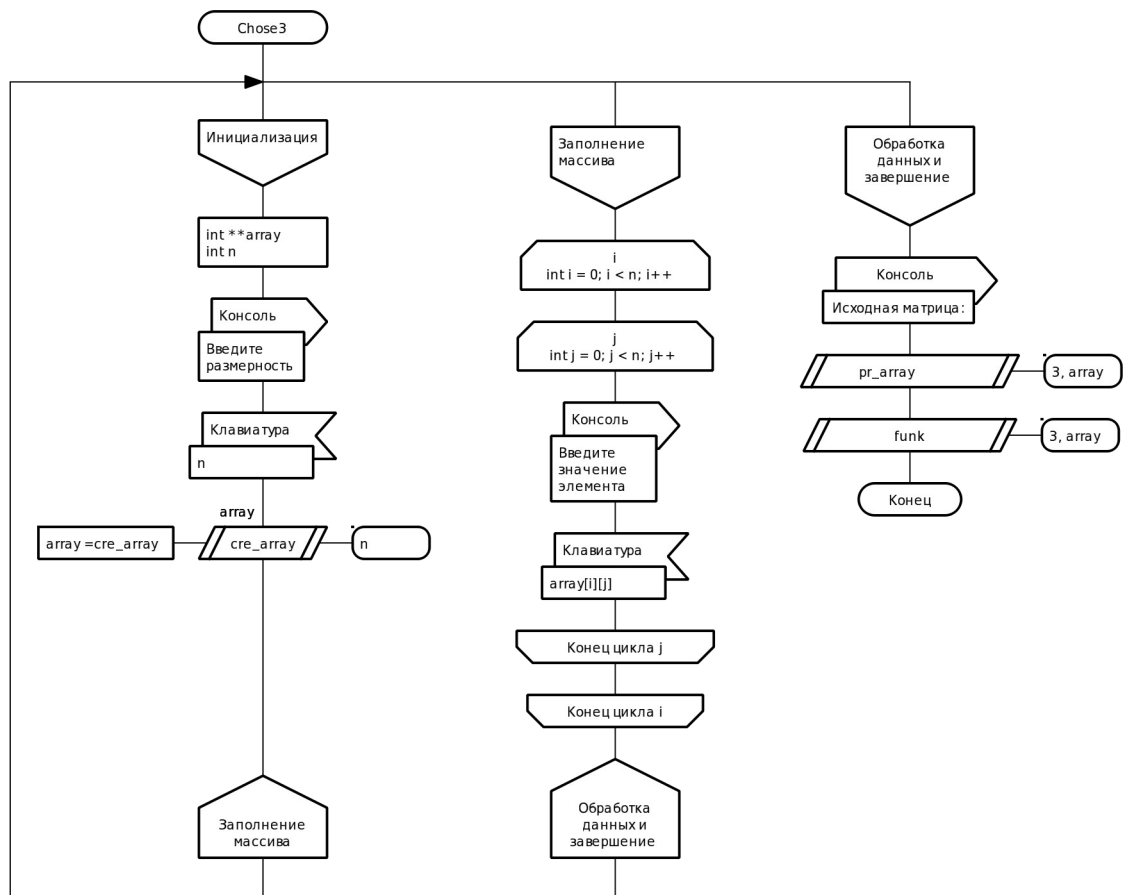 Chose3
Инициализация
int **array
int n
Консоль
Введите
размерность
Клавиатура
n
array
array =cre_array
cre_array
n
Заполнение
массива
Заполнение
массива
i
int i = 0; i < n; i++
j
int j = 0; j < n; j++
Консоль
Введите
значение
элемента
Клавиатура
array[i][j]
Конец цикла j
Конец цикла i
Обработка
данных и
завершение
Обработка
данных и
завершение
Консоль
Исходная матрица:
pr_array
3, array
funk
3, array
Конец